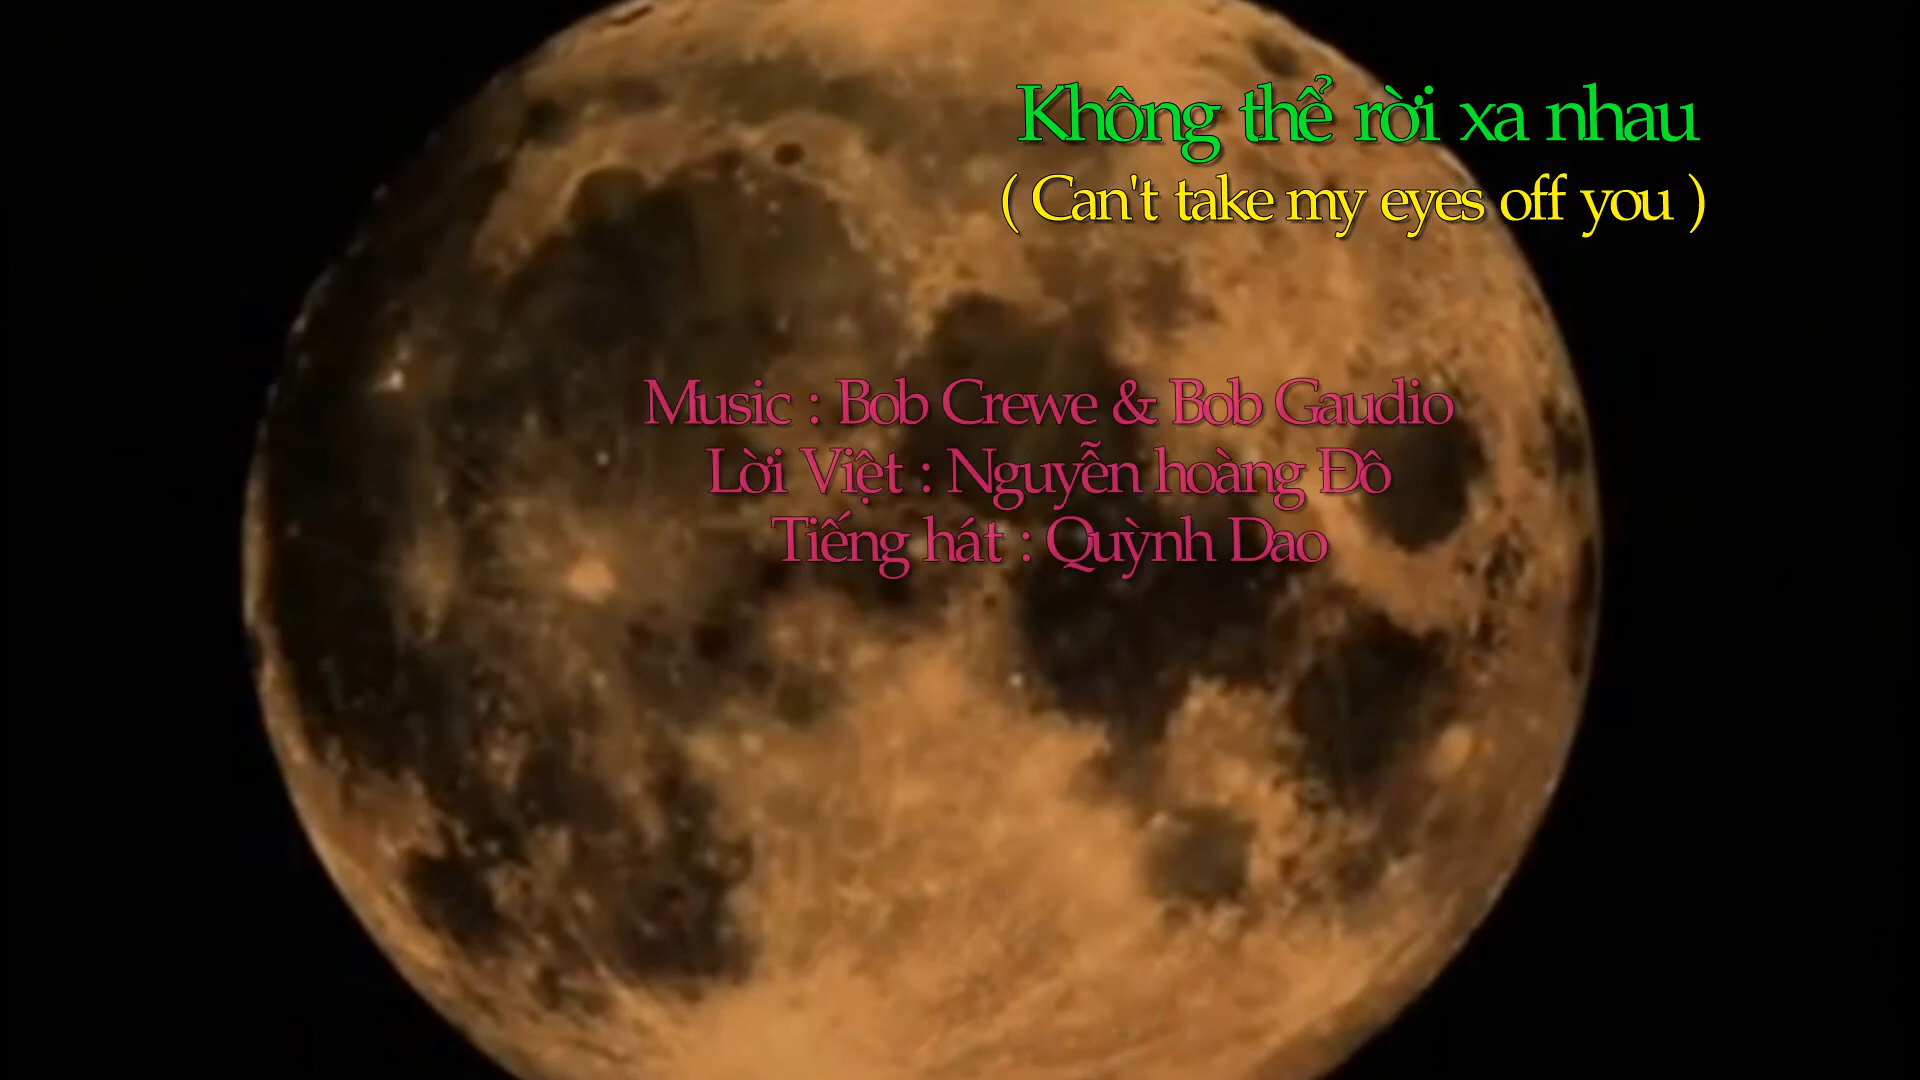 Không thể rời xa nhau
( Can't take my eyes off you )
Music : Bob Crewe & Bob Gaudio
Lời Việt : Nguyễn hoàng Đô
Tiếng hát : Quỳnh Dao